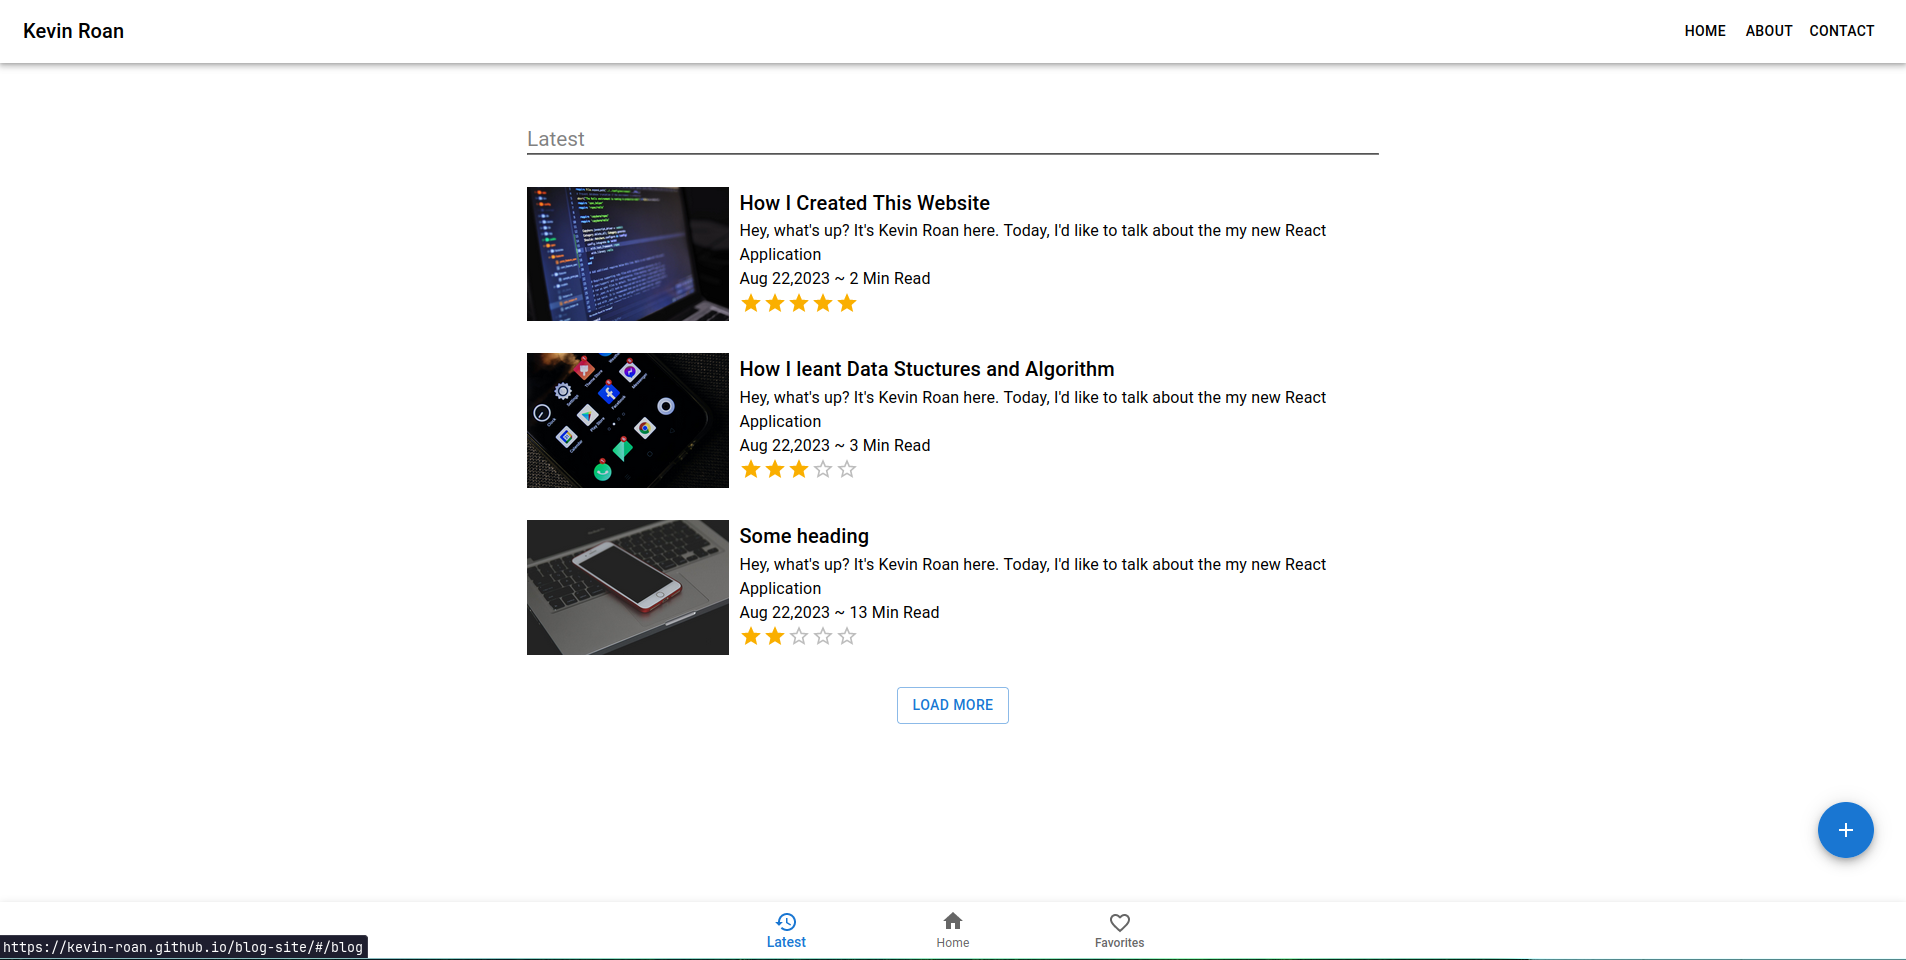 Kevin Roan
HOME ABOUT CONTACT
Latest
How I Created This Website
Hey, what's up? It's Kevin Roan here. Today, I'd like to talk about the my new React
Application
Aug 22,2023 ~ 2 Min Read
How I leant Data Stuctures and Algorithm
Hey, what's up? It's Kevin Roan here. Today, I'd like to talk about the my new React
Application
Aug 22,2023 ~ 3 Min Read
Some heading
Hey, what's up? It's Kevin Roan here. Today, I'd like to talk about the my new React
Application
Aug 22,2023 ~ 13 Min Read
LOAD MORE
Latest
Home
Favorites
https://kevin-roan.github.io/blog-site/#/blog